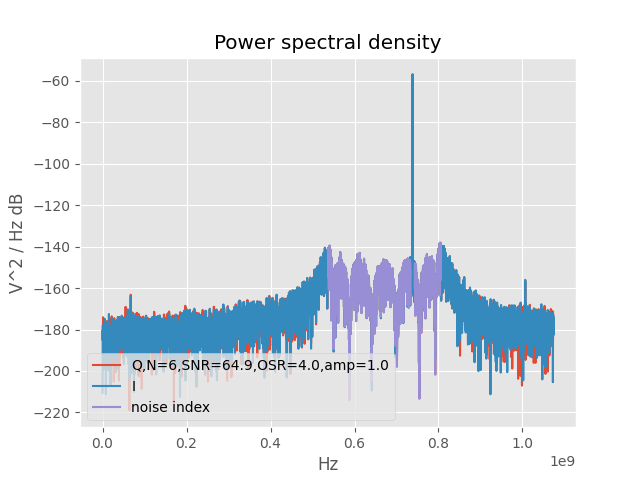 Power spectral density
V^2 / Hz dB
−60
−80
−100
−120
−140
−160
−180
−200
−220
Q,N=6,SNR=64.9,OSR=4.0,amp=1.0
I
noise index
0.0 0.2 0.4 0.6 0.8 1.0
1e9
Hz